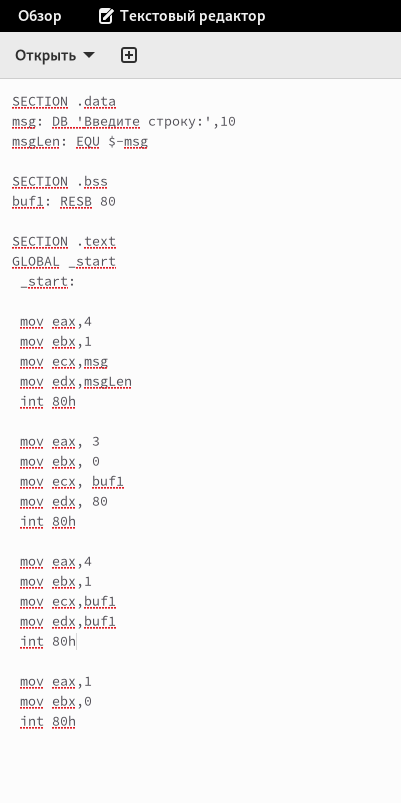 Обзор Текстовый редактор
Открыть
SECTION .data
msg: DB 'Введите строку:',10
msgLen: EQU $-msg
SECTION .bss
buf1: RESB 80
SECTION .text
GLOBAL _start
_start:
mov eax,4
mov ebx,1
mov ecx,msg
mov edx,msgLen
int 80h
mov eax, 3
mov ebx, 0
mov ecx, buf1
mov edx, 80
int 80h
mov eax,4
mov ebx,1
mov ecx,buf1
mov edx,buf1
int 80h
mov eax,1
mov ebx,0
int 80h